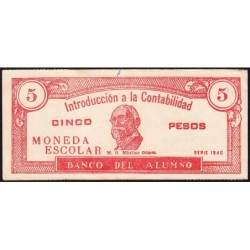 5 Introducción a la Contabilidad 5
CINCO PESOS
MONEDA
ESCOLAR
SERIE 1940
BANCO DEL ALUMNO